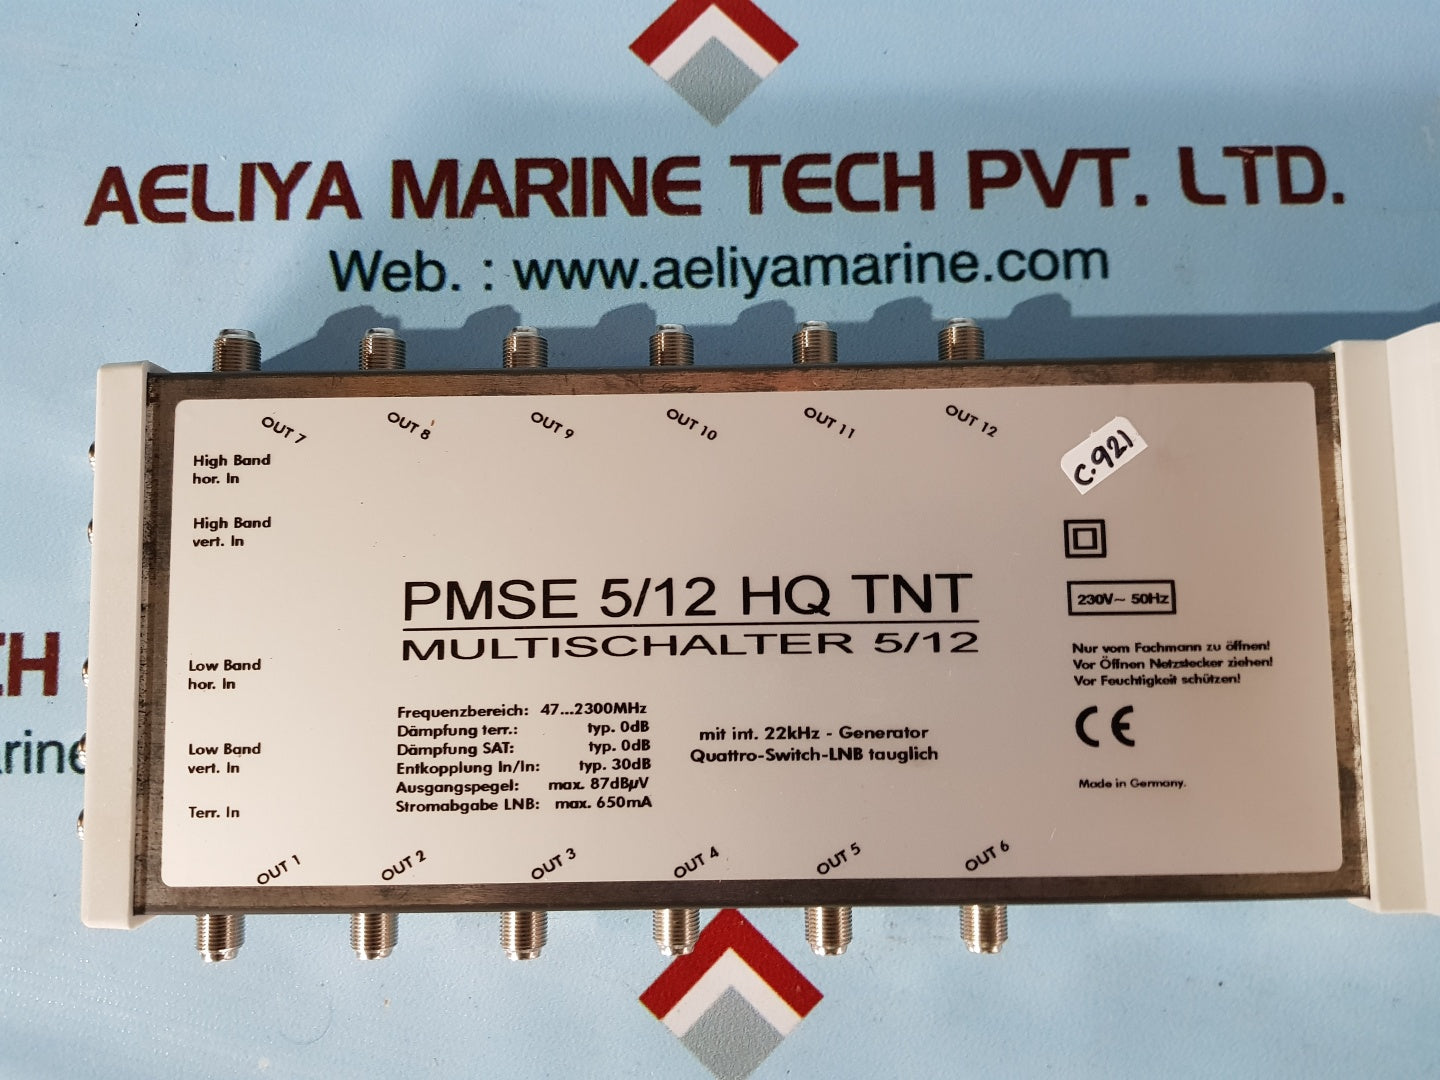 AELIYA MARINE TECH PVT. LTD.
Web. : www.aeliyamarine.com
OUT 7
OUT 8
OUT 9
OUT 10
OUT 11
OUT 12
High Band
hor. In
High Band
vert. In
Low Band
hor. In
Low Band
vert. In
Terr. In
PMSE 5/12 HQ TNT
MULTISCHALTER 5/12
Frequenzbereich: 47...2300MHz
Dämpfung terr.: typ. 0dB
Dämpfung SAT: typ. 0dB
Entkopplung In/In: typ. 30dB
Ausgangspegel: max. 87dBµV
Stromabgabe LNB: max. 650mA
mit int. 22kHz - Generator
Quattro-Switch-LNB tauglich
C.921
230V~ 50Hz
Nur vom Fachmann zu öffnen!
Vor Öffnen Netzstecker ziehen!
Vor Feuchtigkeit schützen!
CE
Made in Germany.
OUT 1
OUT 2
OUT 3
OUT 4
OUT 5
OUT 6